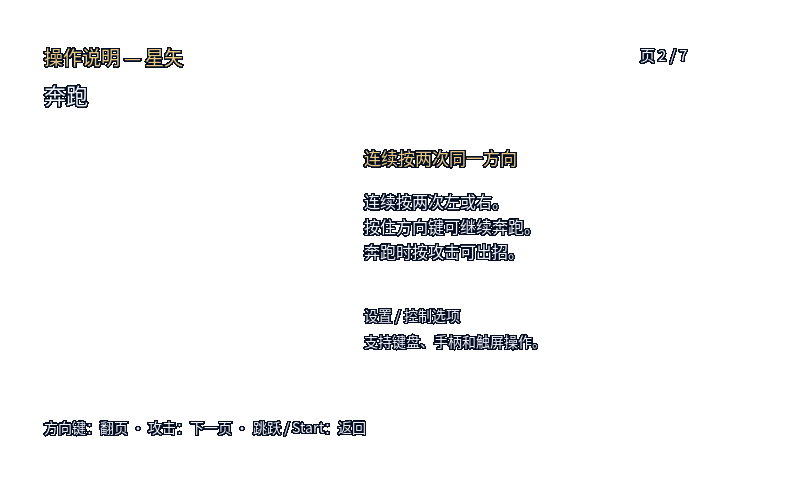 操作说明 — 星矢
页 2 / 7
奔跑
连续按两次同一方向
连续按两次左或右。
按住方向键可继续奔跑。
奔跑时按攻击可出招。
设置 / 控制选项
支持键盘、手柄和触屏操作。
方向键：翻页 · 攻击：下一页 · 跳跃 / Start：返回